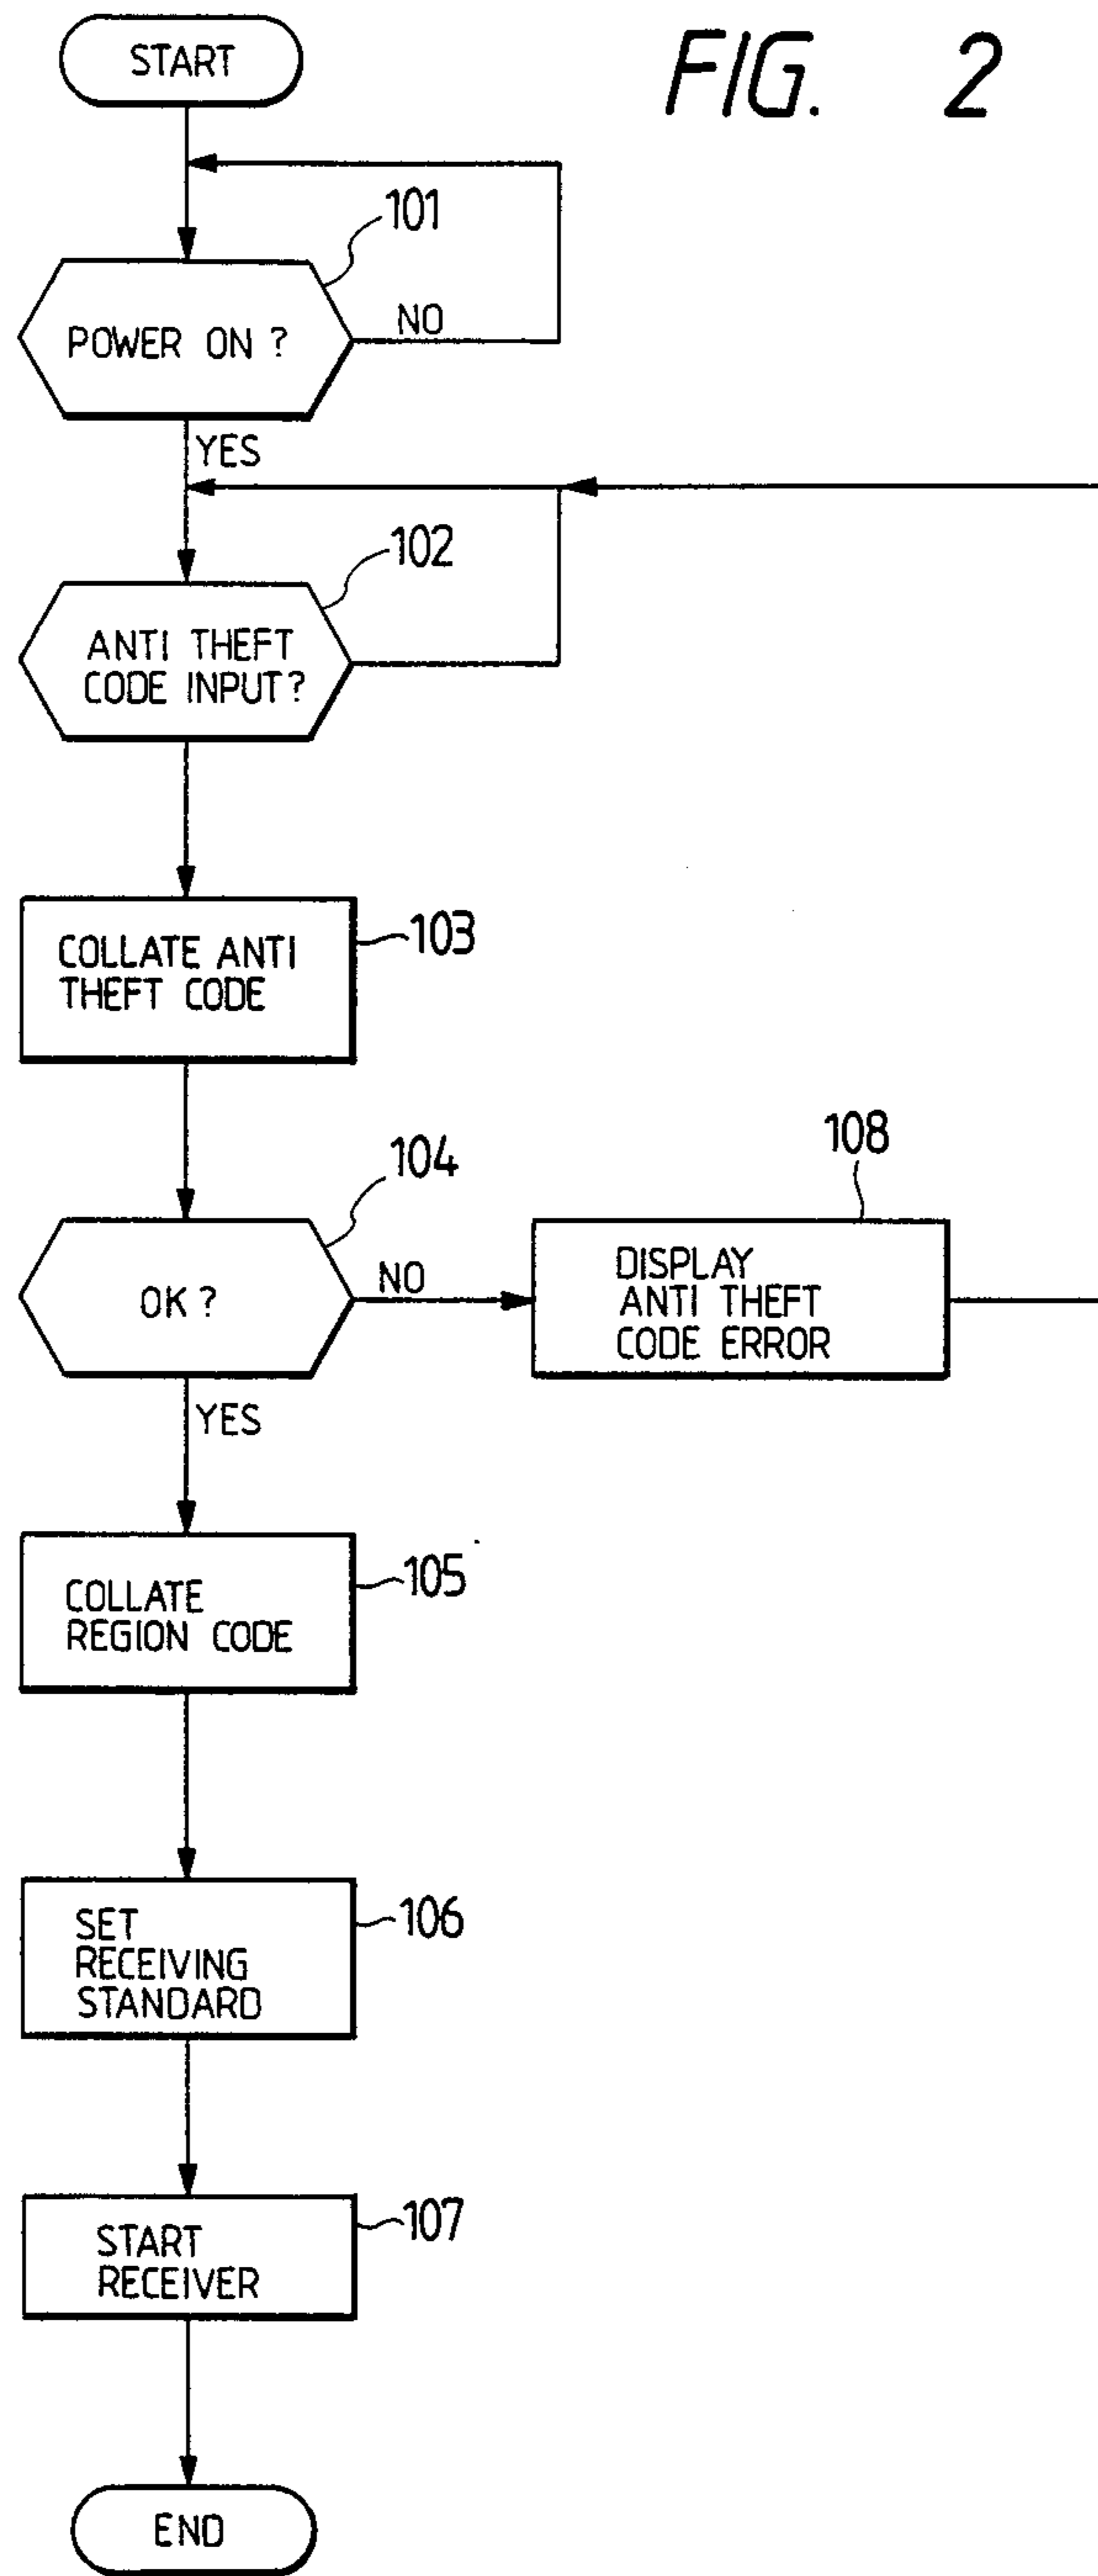 FIG. 2
START
101
POWER ON ?
NO
YES
102
ANTI THEFT
CODE INPUT?
103
COLLATE ANTI
THEFT CODE
104
OK ?
NO
108
DISPLAY
ANTI THEFT
CODE ERROR
YES
105
COLLATE
REGION CODE
106
SET
RECEIVING
STANDARD
107
START
RECEIVER
END